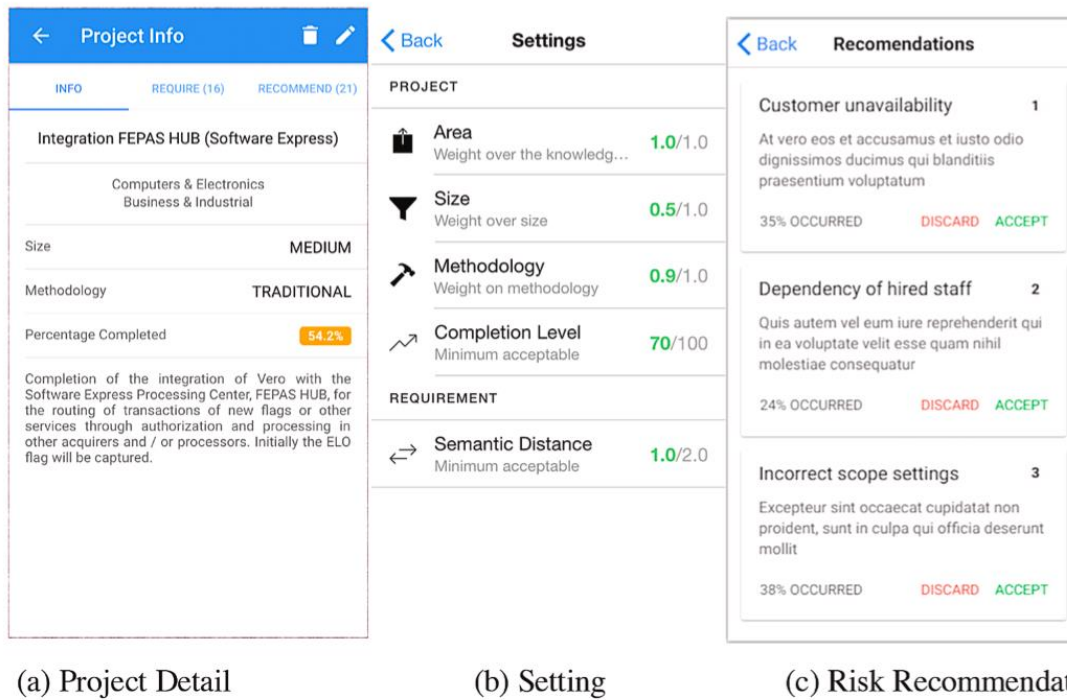 Project Info
INFO REQUIRE (16) RECOMMEND (21)
Integration FEPAS HUB (Software Express)
Computers & Electronics
Business & Industrial
Size MEDIUM
Methodology TRADITIONAL
Percentage Completed 54.2%
Completion of the integration of Vero with the
Software Express Processing Center, FEPAS HUB, for
the routing of transactions of new flags or other
services through authorization and processing in
other acquirers and / or processors. Initially the ELO
flag will be captured.
(a) Project Detail
Back Settings
PROJECT
Area
Weight over the knowledg... 1.0/1.0
Size
Weight over size 0.5/1.0
Methodology
Weight on methodology 0.9/1.0
Completion Level
Minimum acceptable 70/100
REQUIREMENT
Semantic Distance
Minimum acceptable 1.0/2.0
(b) Setting
Back Recomendations
Customer unavailability 1
At vero eos et accusamus et iusto odio
dignissimos ducimus qui blanditiis
praesentium voluptatum
35% OCCURRED DISCARD ACCEPT
Dependency of hired staff 2
Quis autem vel eum iure reprehenderit qui
in ea voluptate velit esse quam nihil
molestiae consequatur
24% OCCURRED DISCARD ACCEPT
Incorrect scope settings 3
Excepteur sint occaecat cupidatat non
proident, sunt in culpa qui officia deserunt
mollit
38% OCCURRED DISCARD ACCEPT
(c) Risk Recommendat